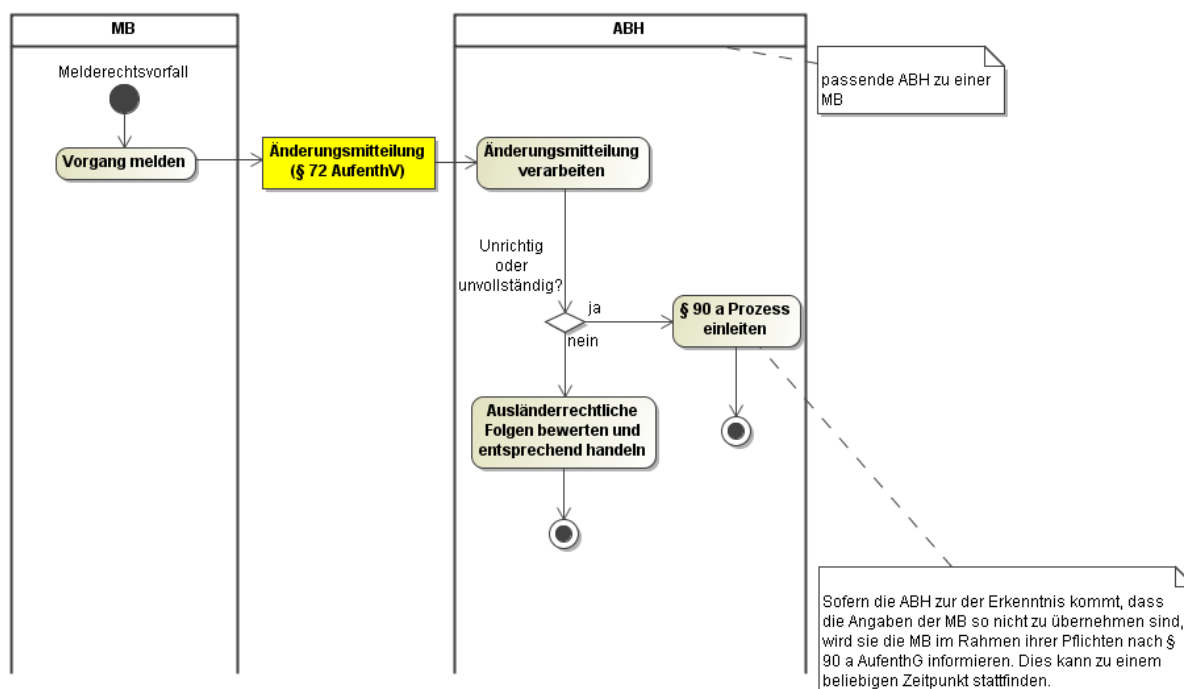 MB
ABH
Melderechtsvorfall
passende ABH zu einer
MB
Vorgang melden
Änderungsmitteilung
(§ 72 AufenthV)
Änderungsmitteilung
verarbeiten
Unrichtig
oder
unvollständig?
ja
nein
§ 90 a Prozess
einleiten
Ausländerrechtliche
Folgen bewerten und
entsprechend handeln
Sofern die ABH zur der Erkenntnis kommt, dass
die Angaben der MB so nicht zu übernehmen sind,
wird sie die MB im Rahmen ihrer Pflichten nach §
90 a AufenthG informieren. Dies kann zu einem
beliebigen Zeitpunkt stattfinden.